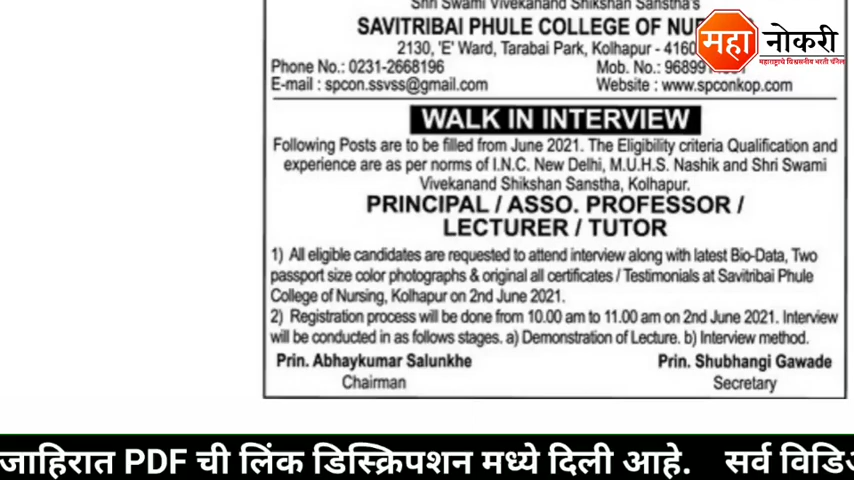 Shri Swami Vivekanand Shikshan Sanstha's
SAVITRIBAI PHULE COLLEGE OF
2130, 'E' Ward, Tarabai Park, Kolhapur -
Phone No.: 0231-2668196 Mob. No.:
E-mail : spcon.ssvss@gmail.com Website : www.spconkop.com
महा नोकरी
महाराष्ट्राचे विश्वसनीय भरती चॅनेल
WALK IN INTERVIEW
Following Posts are to be filled from June 2021. The Eligibility criteria Qualification and
experience are as per norms of I.N.C. New Delhi, M.U.H.S. Nashik and Shri Swami
Vivekanand Shikshan Sanstha, Kolhapur.
PRINCIPAL / ASSO. PROFESSOR /
LECTURER / TUTOR
1) All eligible candidates are requested to attend interview along with latest Bio-Data, Two
passport size color photographs & original all certificates / Testimonials at Savitribai Phule
College of Nursing, Kolhapur on 2nd June 2021.
2) Registration process will be done from 10.00 am to 11.00 am on 2nd June 2021. Interview
will be conducted in as follows stages. a) Demonstration of Lecture. b) Interview method.
Prin. Abhaykumar Salunkhe Prin. Shubhangi Gawade
Chairman Secretary
जाहिरात PDF ची लिंक डिस्क्रिपशन मध्ये दिली आहे. सर्व